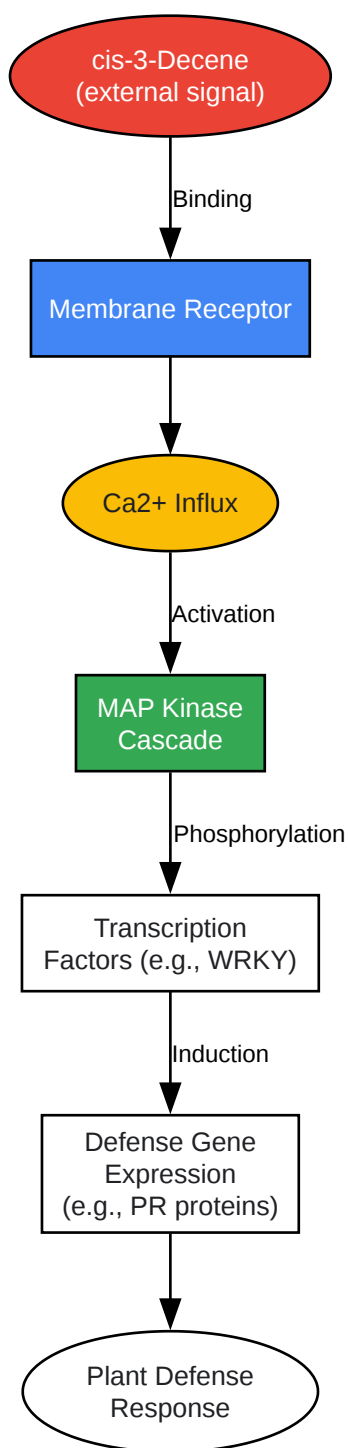 cis-3-Decene
(external signal)
Binding
Membrane Receptor
Ca2+ Influx
Activation
MAP Kinase
Cascade
Phosphorylation
Transcription
Factors (e.g., WRKY)
Induction
Defense Gene
Expression
(e.g., PR proteins)
Plant Defense
Response